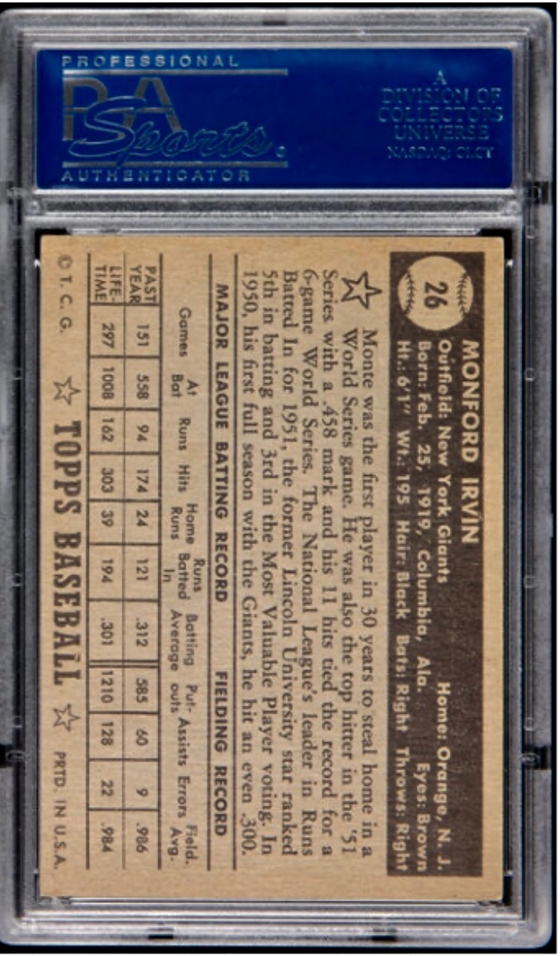 PROFESSIONAL
PSA
Sports
AUTHENTICATOR
A
DIVISION OF
COLLECTORS
UNIVERSE
NASDAQ: CLCT
26
MONFORD IRVIN
Outfield: New York Giants Home: Orange, N. J.
Born: Feb. 25, 1919, Columbia, Ala. Eyes: Brown
Ht.: 6'1" Wt.: 195 Hair: Black Bats: Right Throws: Right
Monte was the first player in 30 years to steal home in a
World Series game. He was also the top hitter in the '51
Series with a .458 mark and his 11 hits tied the record for a
6-game World Series. The National League's leader in Runs
Batted In for 1951, the former Lincoln University star ranked
5th in batting and 3rd in the Most Valuable Player voting. In
1950, his first full season with the Giants, he hit an even .300.
MAJOR LEAGUE BATTING RECORD FIELDING RECORD
Games At Bat Runs Hits Home Runs Runs Batted In Batting Average Put-outs Assists Errors Field. Avg.
PAST YEAR 151 558 94 174 24 121 .312 585 60 9 .986
LIFE-TIME 297 1008 162 303 39 194 .301 1210 128 22 .984
© T. C. G. ☆ TOPPS BASEBALL ☆ PRTD. IN U.S.A.